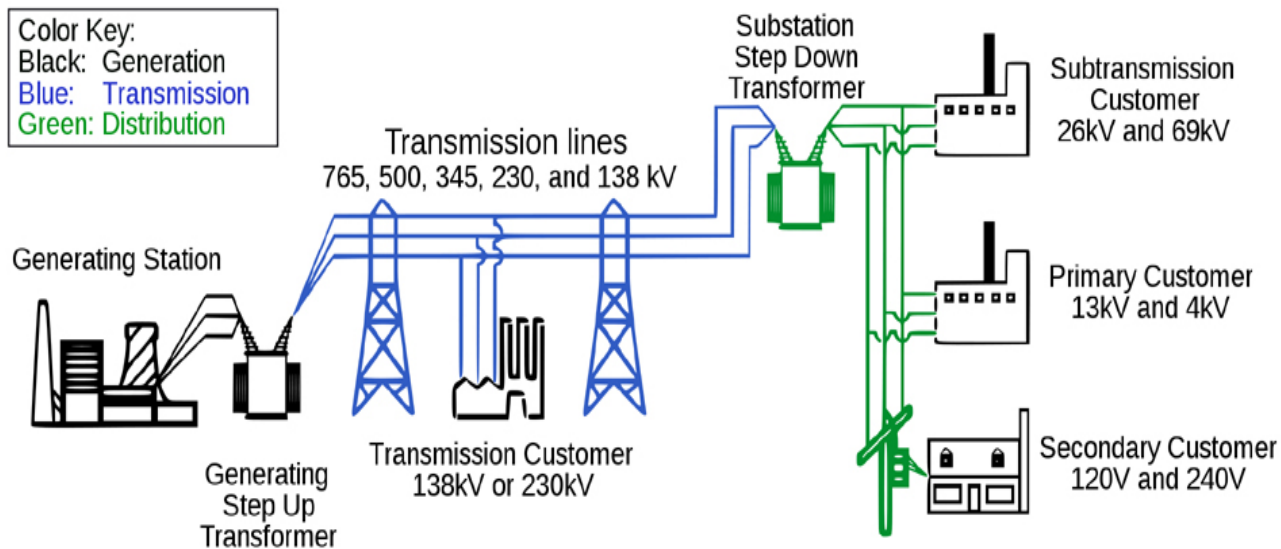 Color Key:
Black: Generation
Blue: Transmission
Green: Distribution
Substation
Step Down
Transformer
Subtransmission
Customer
26kV and 69kV
Transmission lines
765, 500, 345, 230, and 138 kV
Generating Station
Primary Customer
13kV and 4kV
Transmission Customer
138kV or 230kV
Generating
Step Up
Transformer
Secondary Customer
120V and 240V